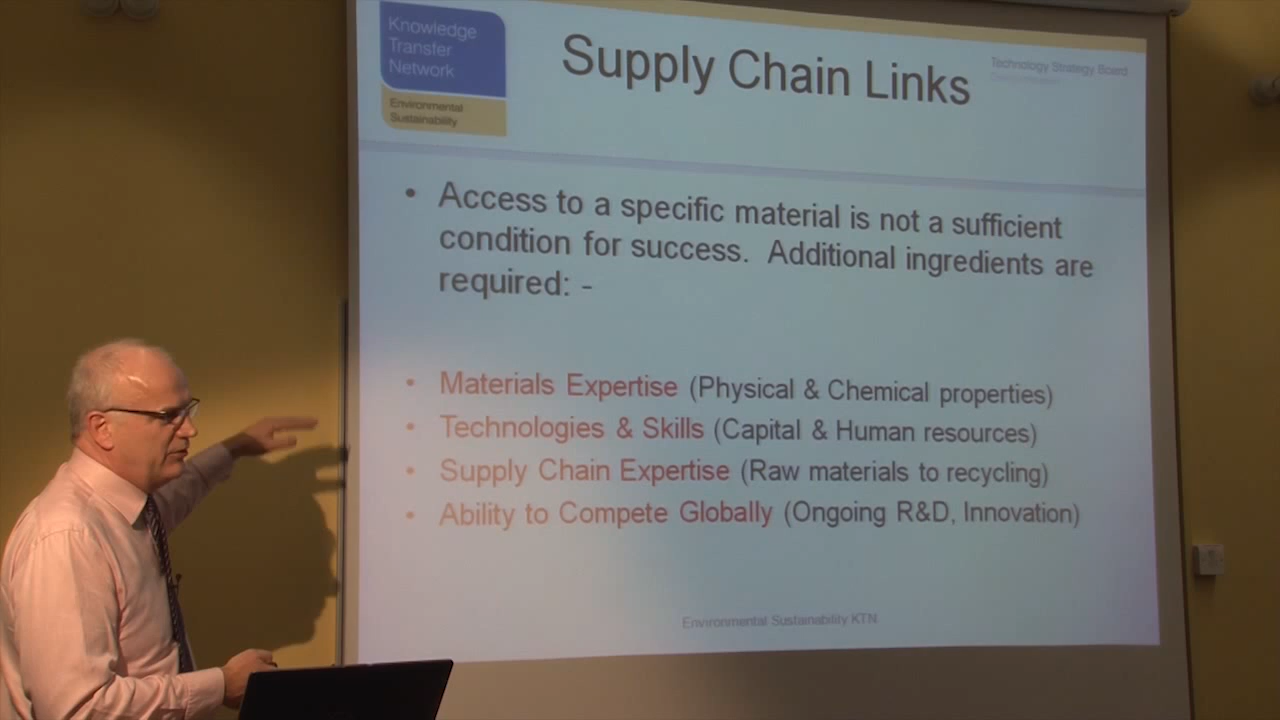 Knowledge
Transfer
Network
Environmental
Sustainability
Supply Chain Links
Technology Strategy Board
• Access to a specific material is not a sufficient
condition for success. Additional ingredients are
required: -
• Materials Expertise (Physical & Chemical properties)
• Technologies & Skills (Capital & Human resources)
• Supply Chain Expertise (Raw materials to recycling)
• Ability to Compete Globally (Ongoing R&D, Innovation)
Environmental Sustainability KTN